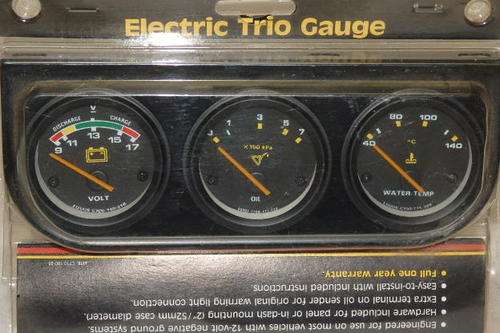 Electric Trio Gauge
DISCHARGE V CHARGE
9 11 13 15 17
VOLT
1 3 5 7
X 100 kPa
OIL
40 80 100 140
°C
WATER TEMP
Engineered for use on most vehicles with 12-volt negative ground systems.
Hardware included for panel or in-dash mounting /52mm case diameter.
Extra terminal on oil sender for original warning light connection.
Easy-to-install with included instructions.
Full one year warranty.